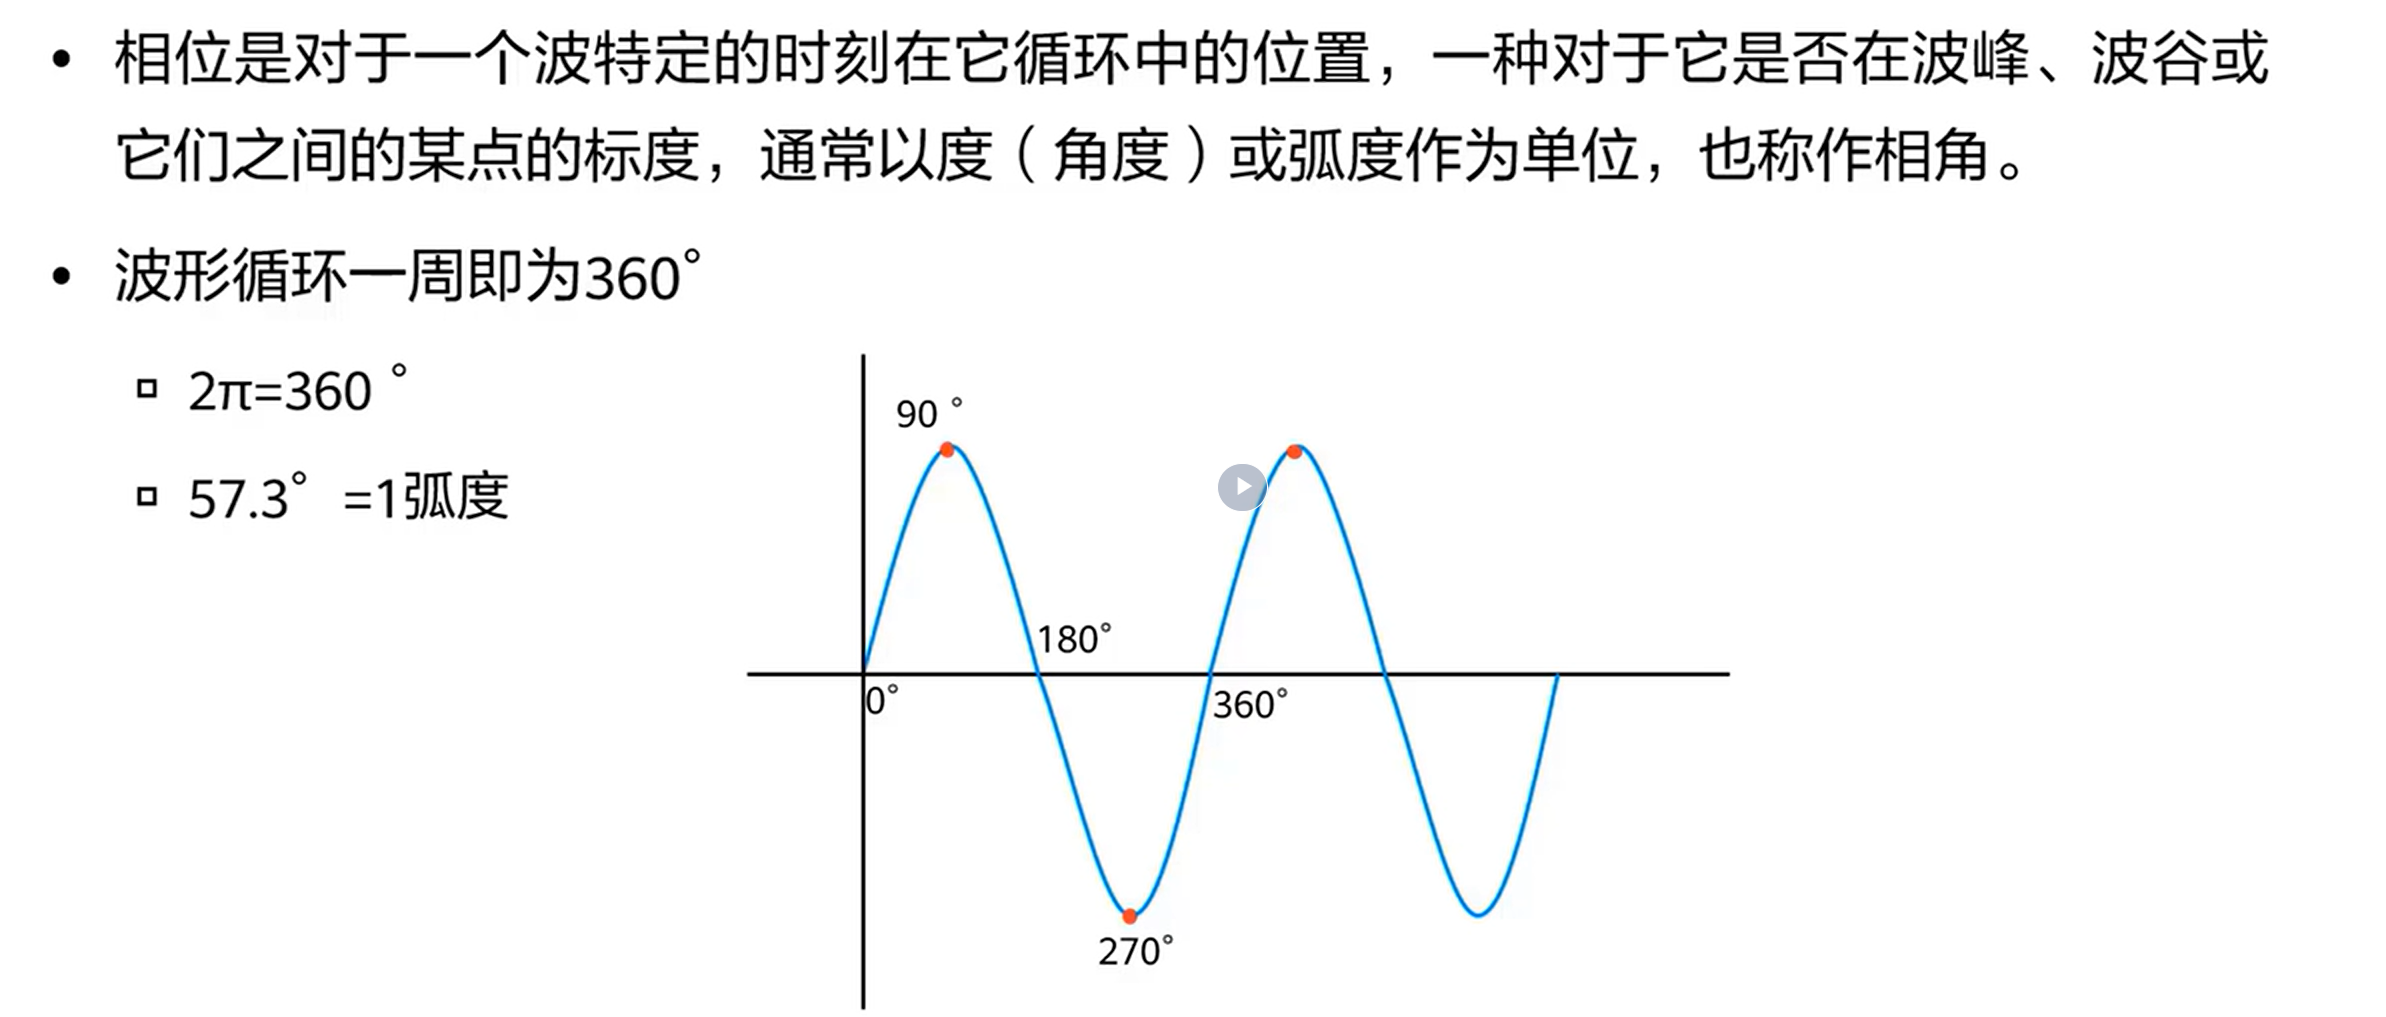 • 相位是对于一个波特定的时刻在它循环中的位置，一种对于它是否在波峰、波谷或
它们之间的某点的标度，通常以度（角度）或弧度作为单位，也称作相角。
• 波形循环一周即为360°
▫ 2π=360 °
▫ 57.3° =1弧度
90 °
180°
0°
360°
270°